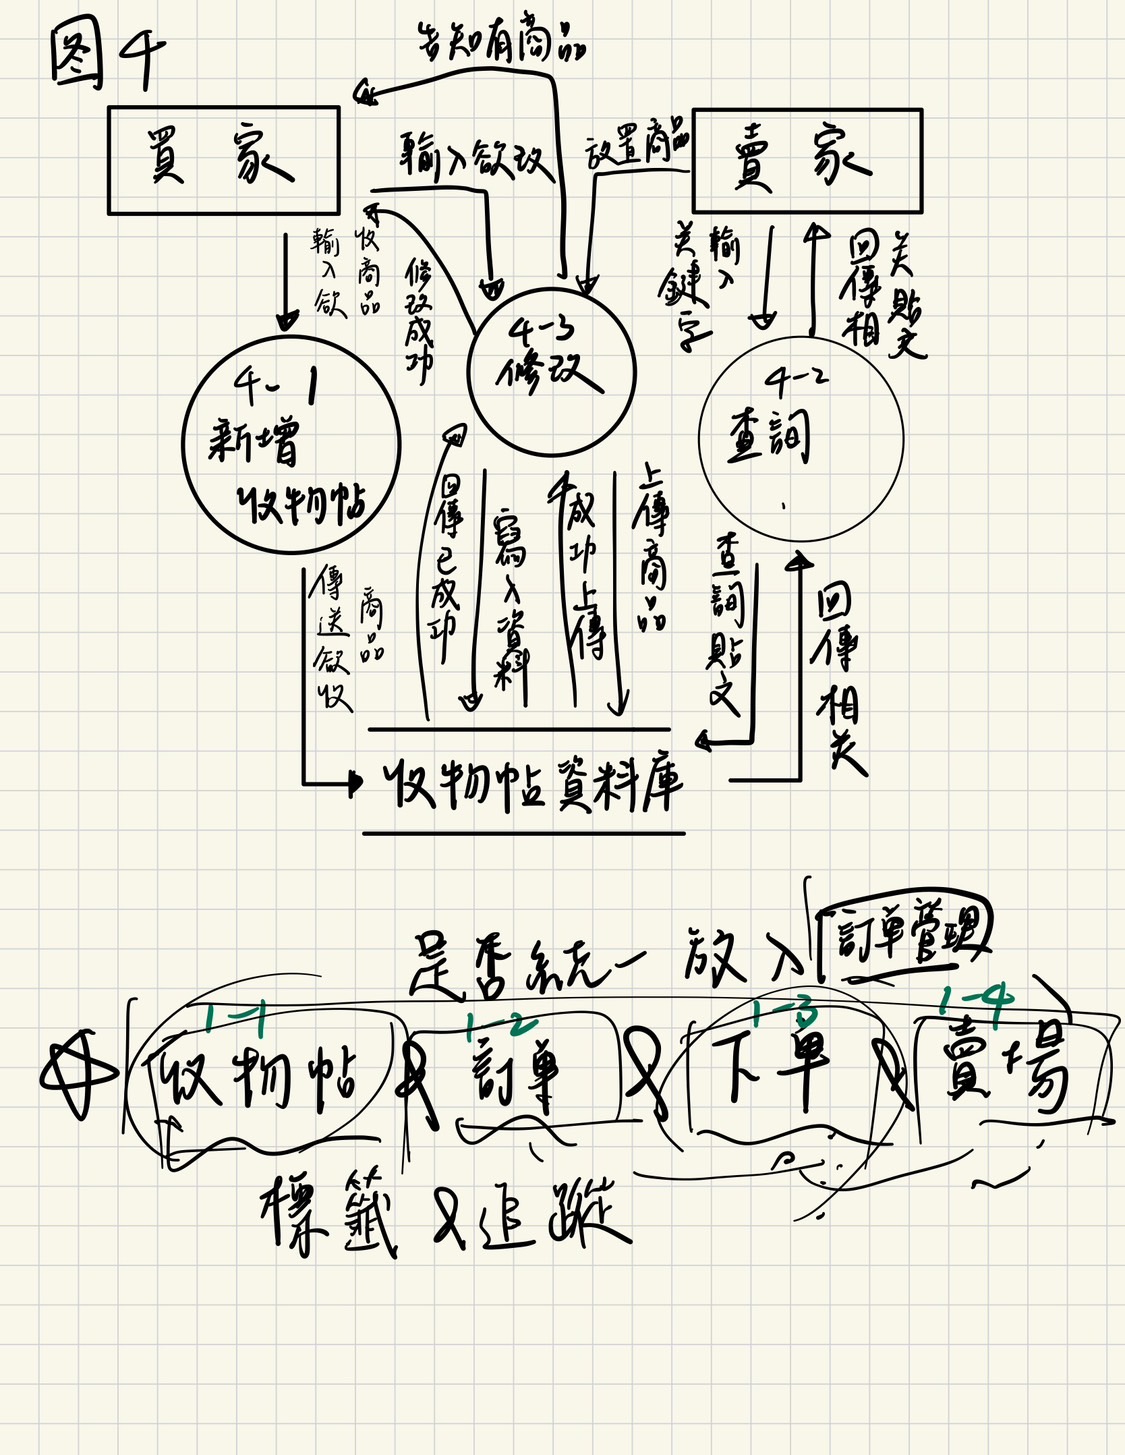 图4
告知有商品
買家
輸入欲改
放置商品
賣家
輸入欲
收商品
修改成功
4-3
修改
輸入
关鍵字
回傳相
关貼文
4-1
新增
收物帖
4-2
查詢
回傳已成功
寫入資料
成功上傳
上傳商品
傳送欲收
商品
查詢貼文
回傳相关
收物帖資料庫
是否統一放入訂單管理
1-1 1-2 1-3 1-4
收物帖 & 訂單 & 下單 & 賣場
標籤 & 追蹤